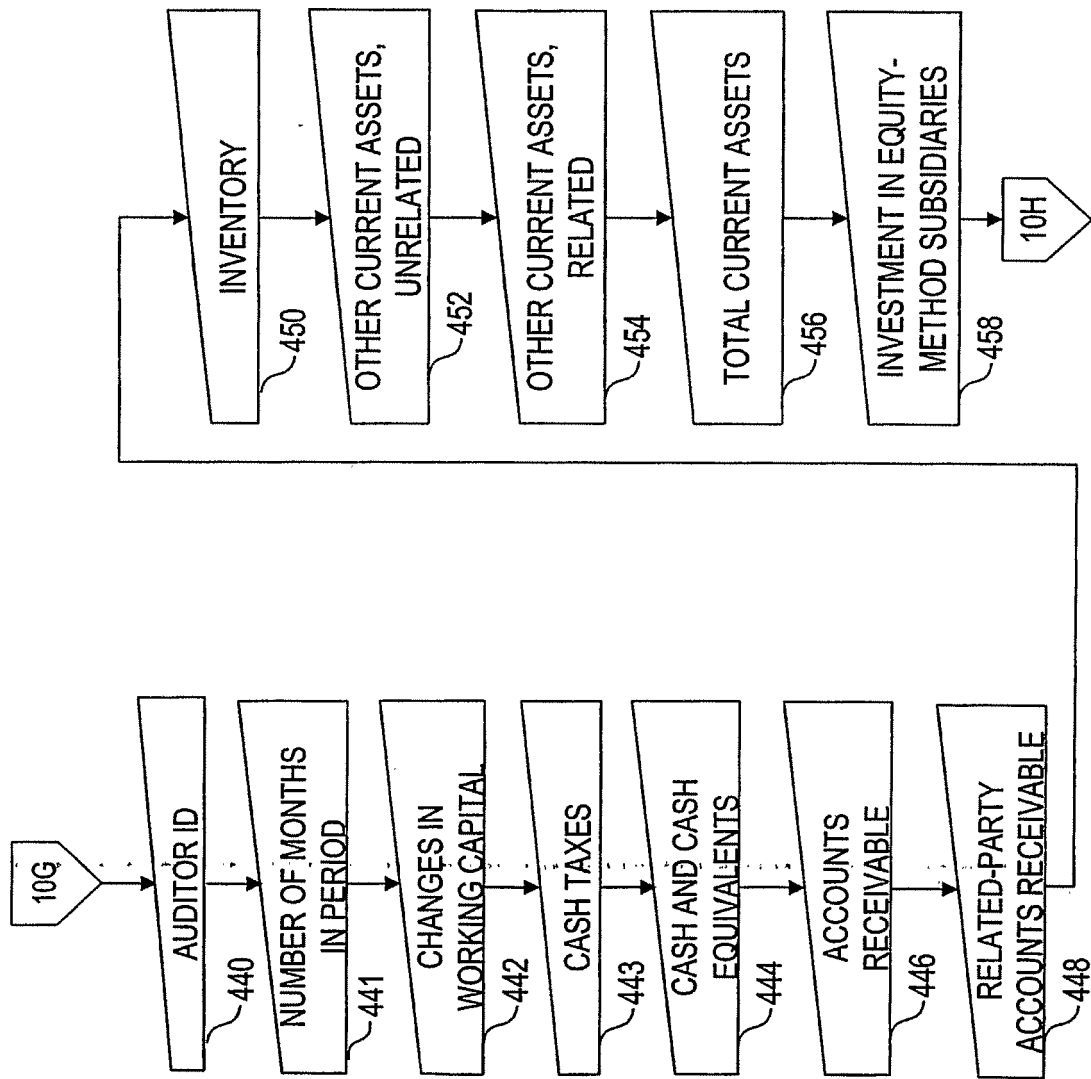 10G
AUDITOR ID
440
NUMBER OF MONTHS
IN PERIOD
441
CHANGES IN
WORKING CAPITAL
442
CASH TAXES
443
CASH AND CASH
EQUIVALENTS
444
ACCOUNTS
RECEIVABLE
446
RELATED-PARTY
ACCOUNTS RECEIVABLE
448
INVENTORY
450
OTHER CURRENT ASSETS,
UNRELATED
452
OTHER CURRENT ASSETS,
RELATED
454
TOTAL CURRENT ASSETS
456
INVESTMENT IN EQUITY-
METHOD SUBSIDIARIES
458
10H